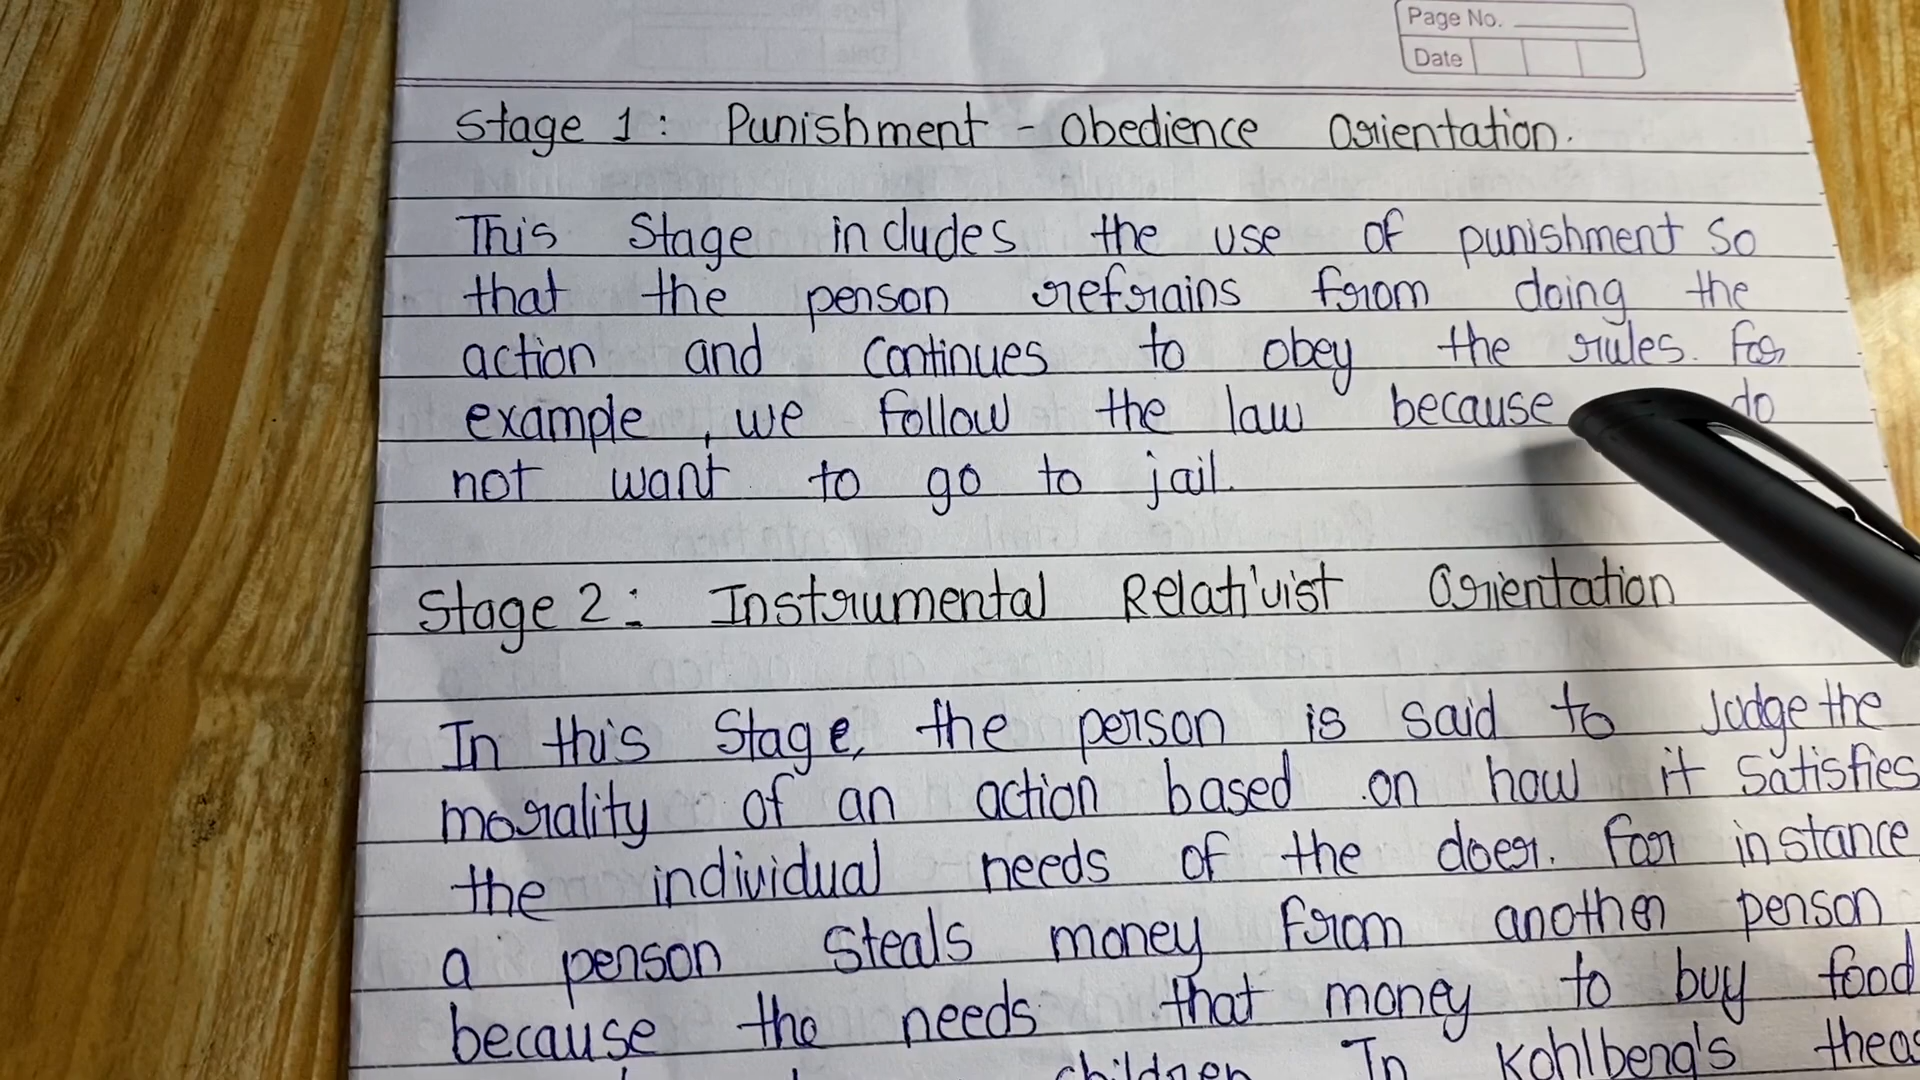 Page No.
Date
Stage 1: Punishment - Obedience Orientation.
This Stage includes the use of punishment so
that the person refrains from doing the
action and continues to obey the rules. For
example, we follow the law because do
not want to go to jail.
Stage 2: Instrumental Relativist Orientation
In this Stage, the person is said to Judge the
morality of an action based on how it satisfies
the individual needs of the doer. For instance
a person steals money from another person
because the needs that money to buy food
children. In Kohlberg's